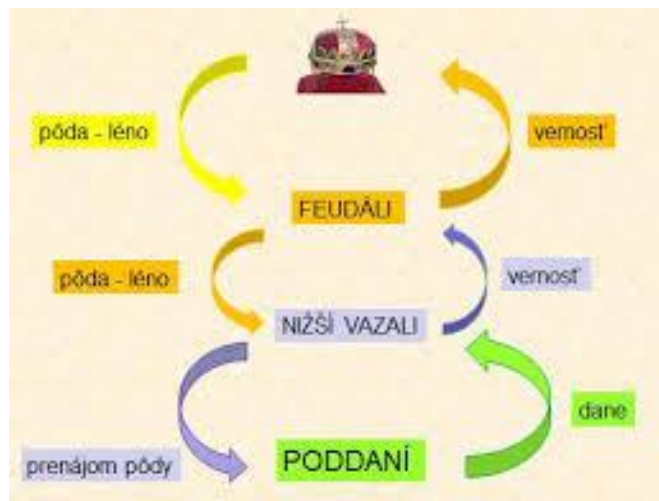 pôda - léno
vernosť
FEUDÁLI
pôda - léno
vernosť
NIŽŠÍ VAZALI
dane
prenájom pôdy
PODDANÍ